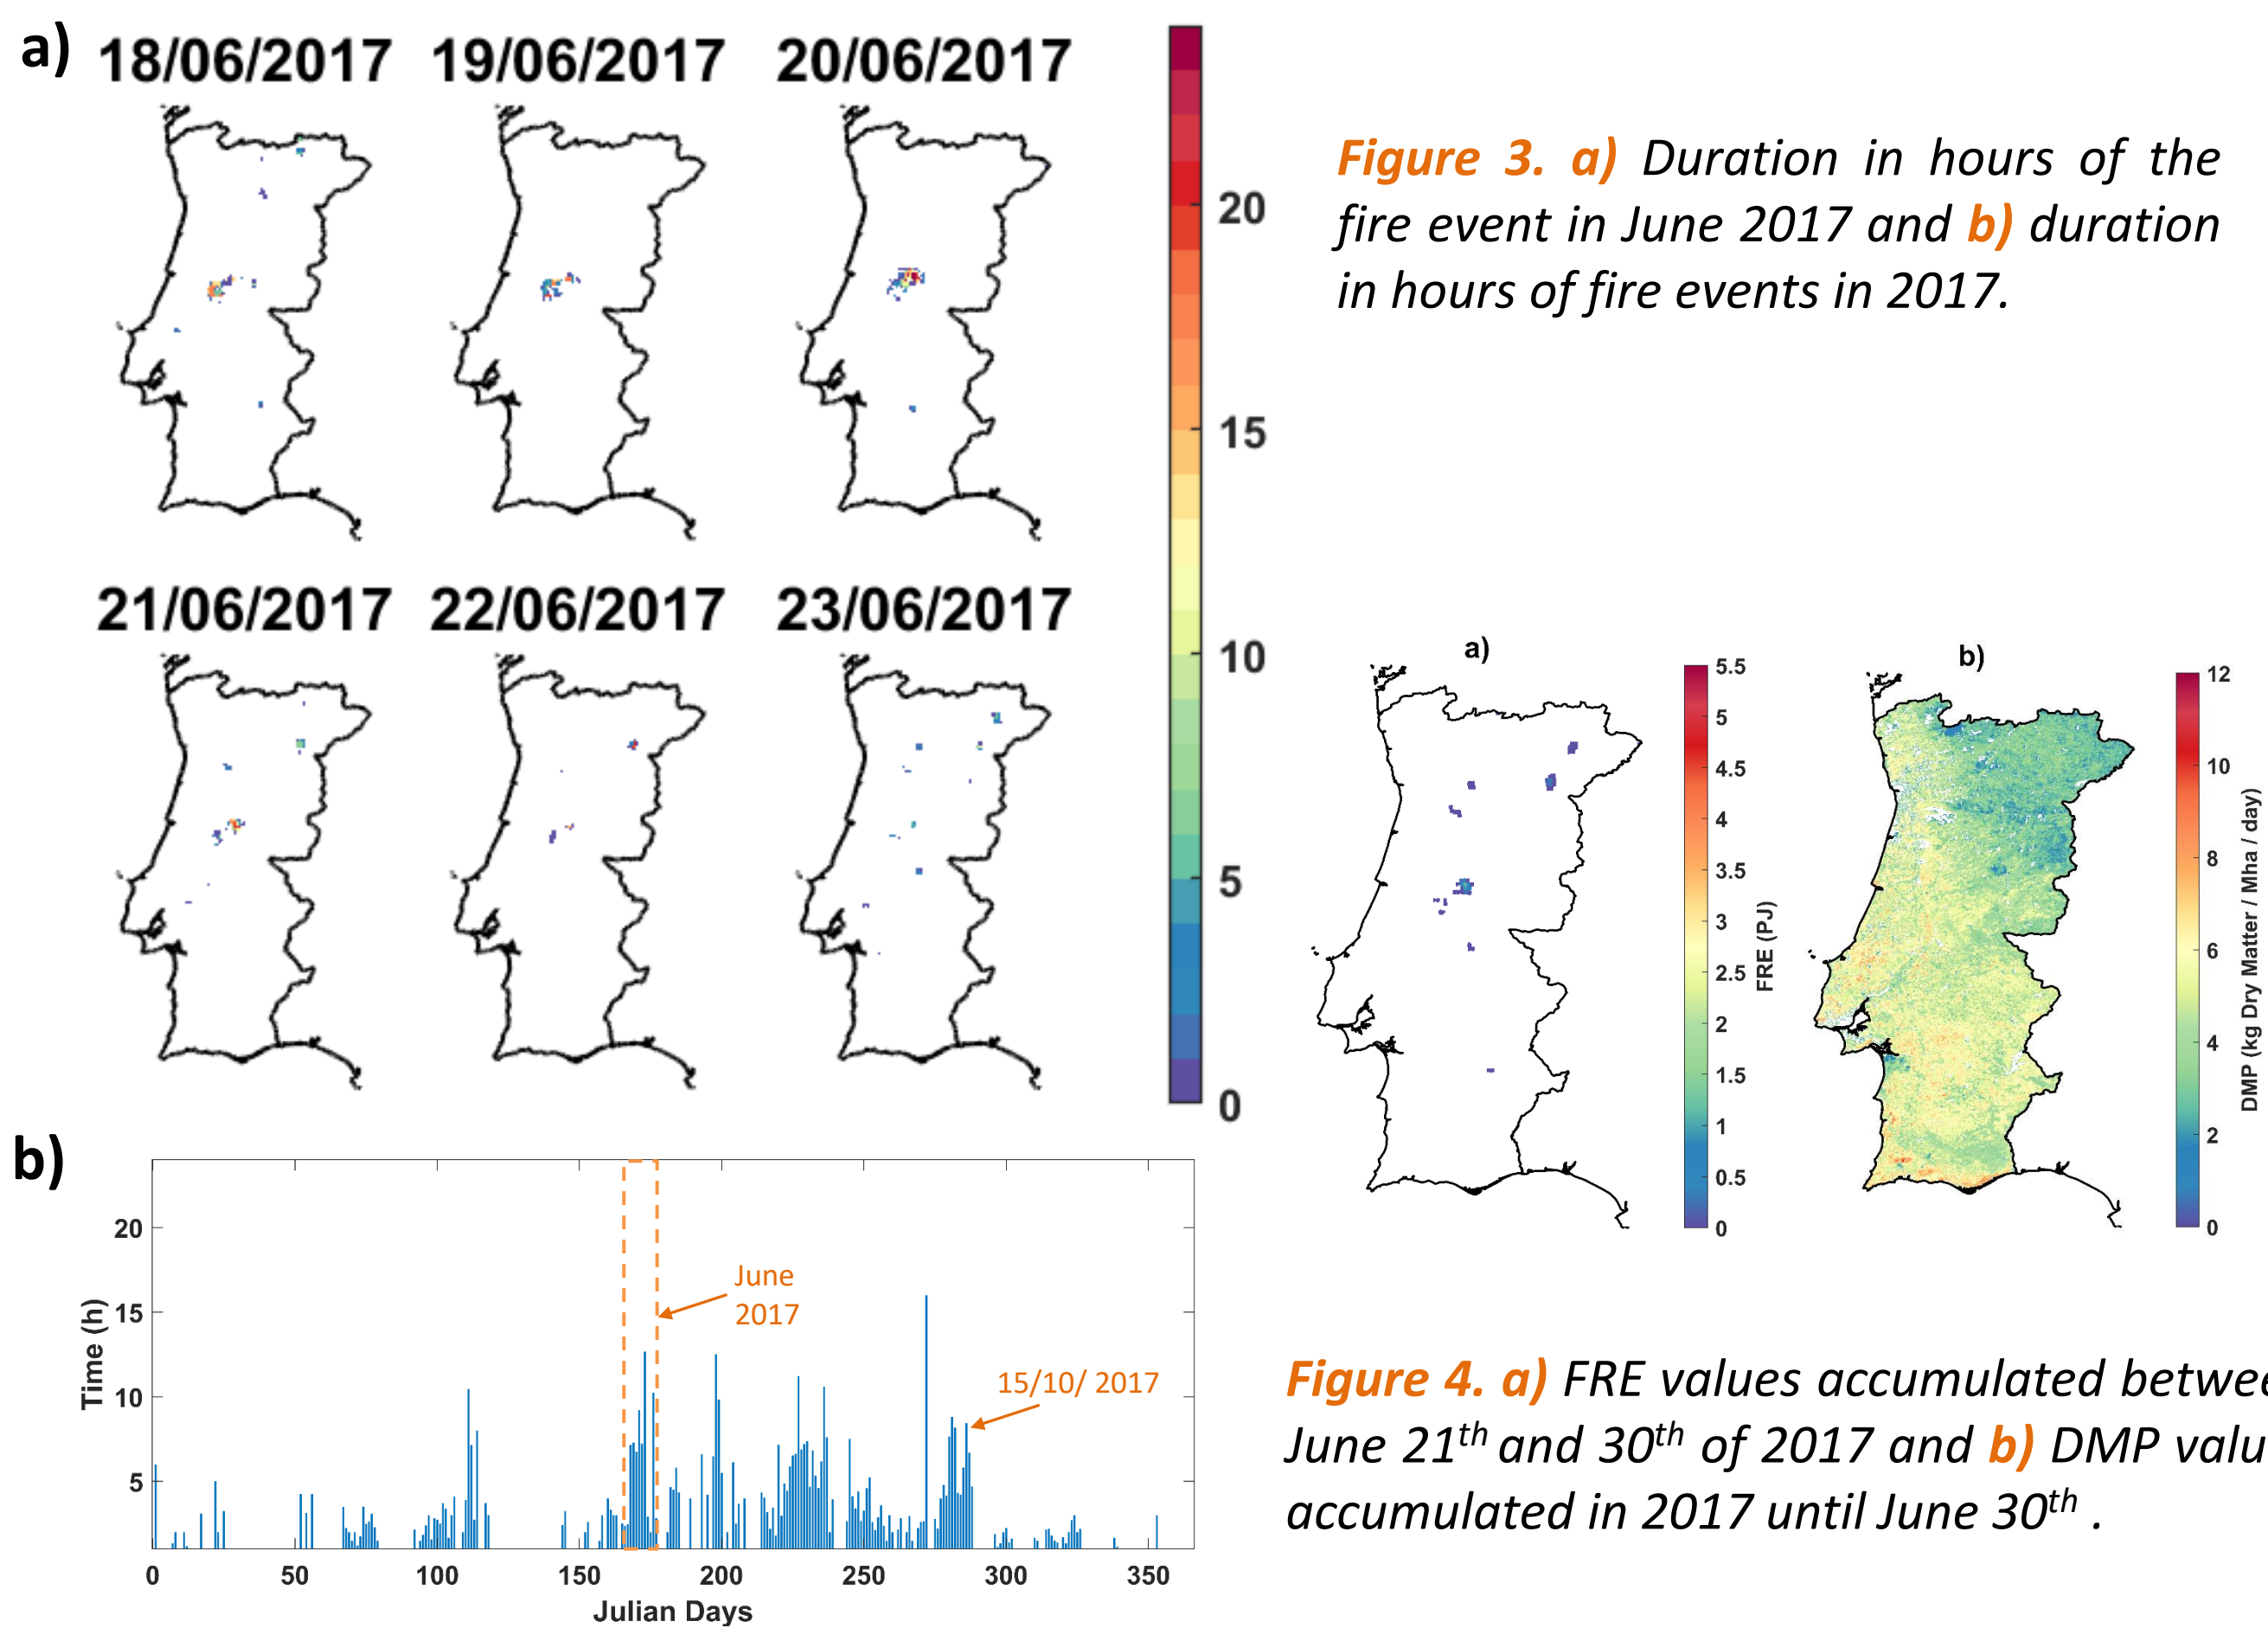 a)
18/06/2017 19/06/2017 20/06/2017
21/06/2017 22/06/2017 23/06/2017
20
15
10
5
0
Figure 3. a) Duration in hours of the
fire event in June 2017 and b) duration
in hours of fire events in 2017.
b)
20
15
10
5
Time (h)
0 50 100 150 200 250 300 350
Julian Days
June
2017
15/10/ 2017
a)
5.5
5
4.5
4
3.5
3
2.5
2
1.5
1
0.5
0
FRE (PJ)
b)
12
10
8
6
4
2
0
DMP (kg Dry Matter / Mha / day)
Figure 4. a) FRE values accumulated betwee
June 21th and 30th of 2017 and b) DMP valu
accumulated in 2017 until June 30th .